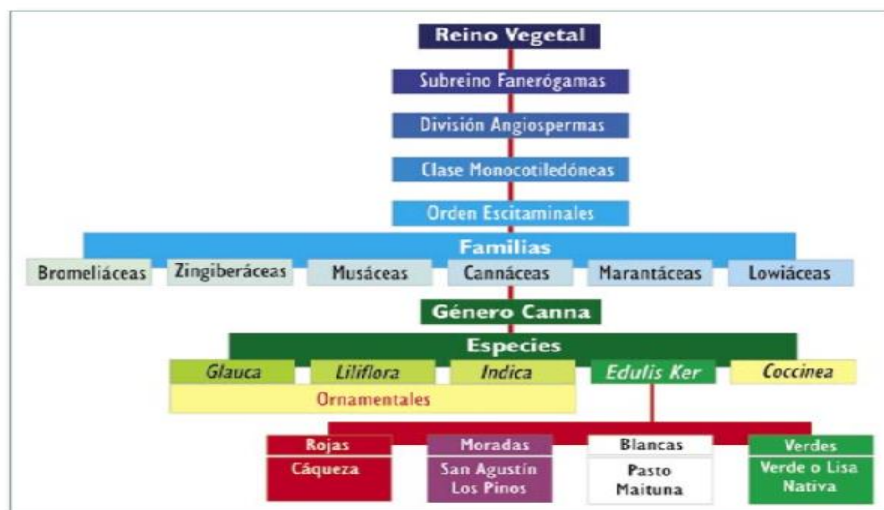 Reino Vegetal
Subreino Fanerógamas
División Angiospermas
Clase Monocotiledóneas
Orden Escitaminales
Familias
Bromeliáceas Zingiberáceas Musáceas Cannáceas Marantáceas Lowiáceas
Género Canna
Especies
Glauca Liliflora Indica Edulis Ker Coccinea
Ornamentales
Rojas Moradas Blancas Verdes
Cáqueza San Agustín Pasto Verde o Lisa
Los Pinos Maituna Nativa